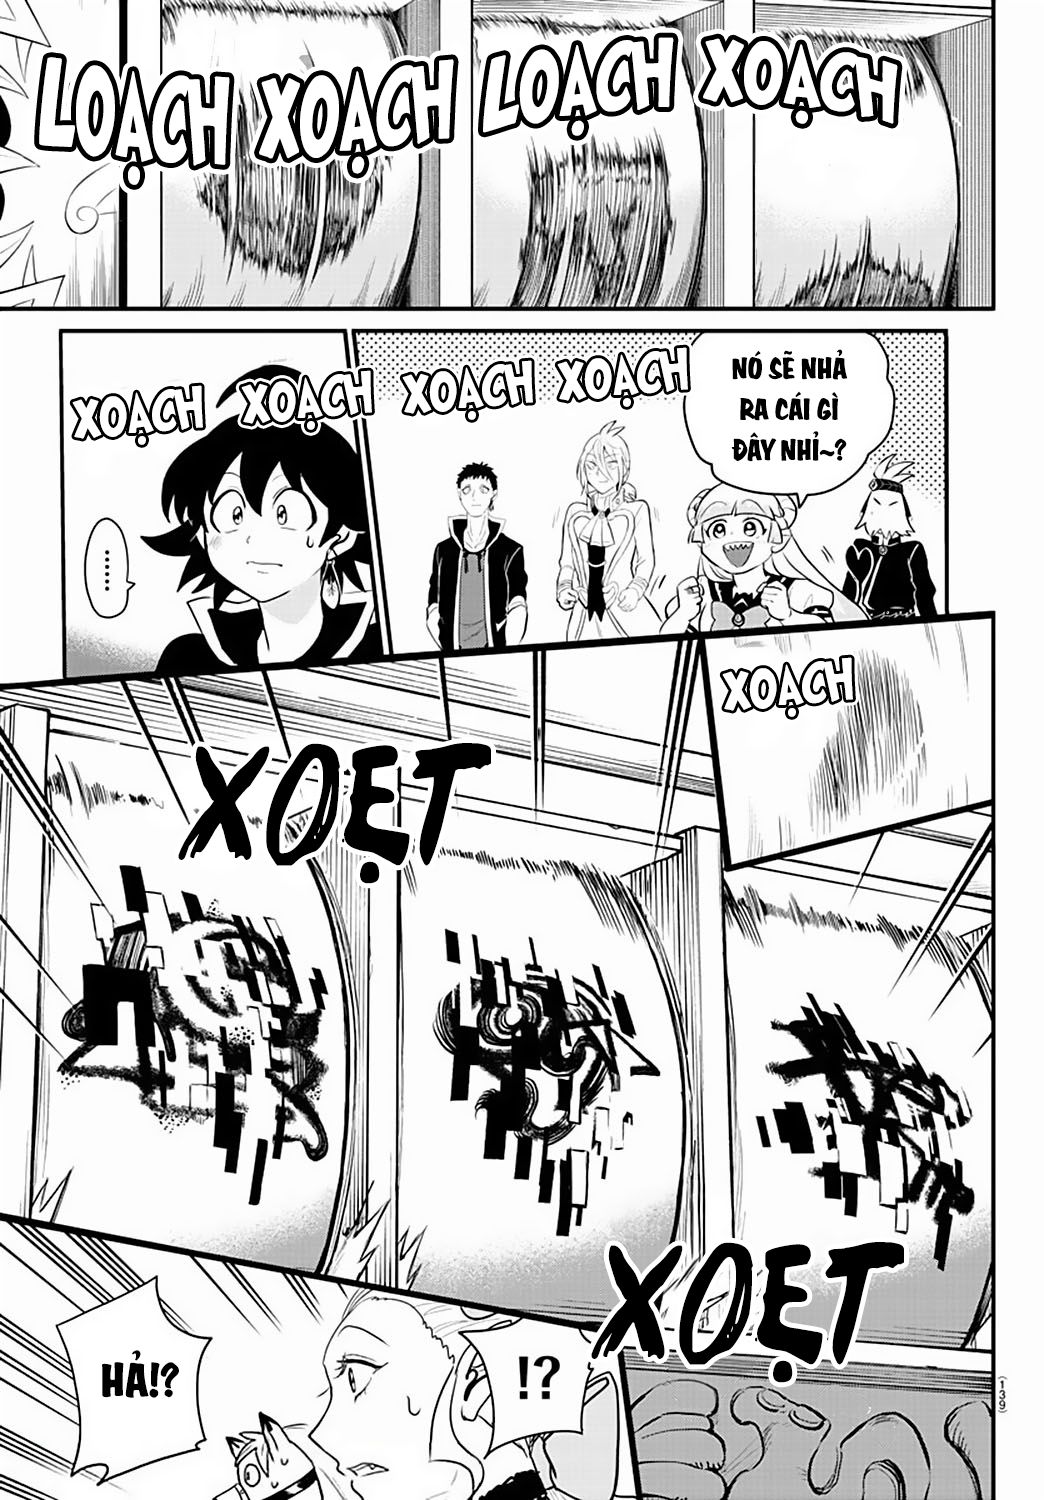 LOẠCH XOẠCH LOẠCH XOẠCH
NÓ SẼ NHẢ
RA CÁI GÌ
ĐÂY NHỈ~?
XOẠCH XOẠCH XOẠCH XOẠCH
.......
XOẠCH
XOẸT
XOẸT
!?
HẢ!?
(139)